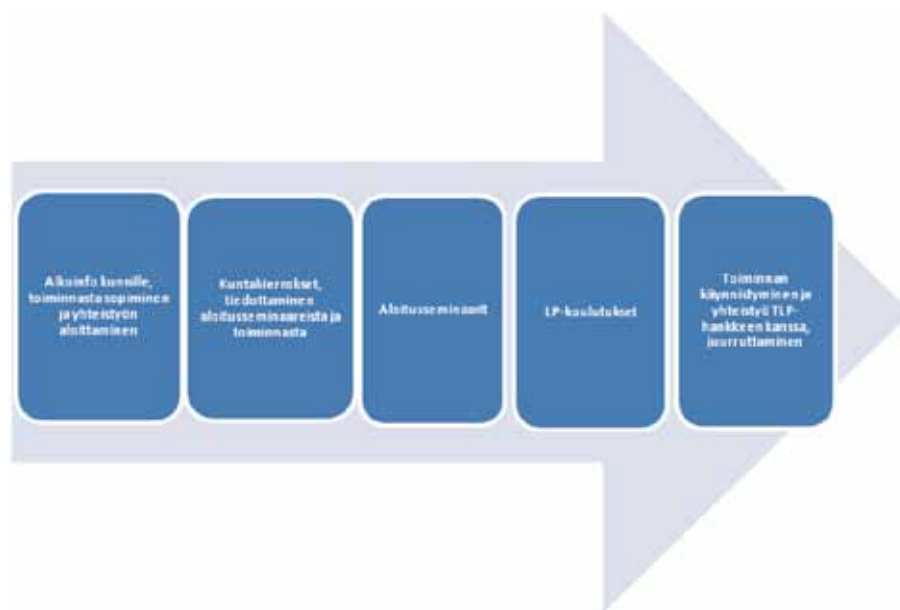 Alkuinfo kunnille,
toiminnasta sopiminen
ja yhteistyön
aloittaminen
Kuntakierrokset,
tiedottaminen
aloitusseminaareista ja
toiminnasta
Aloitusseminaarit
LP-koulutukset
Toiminnan
käynnistyminen ja
yhteistyö TLP-
hankkeen kanssa,
juurruttaminen